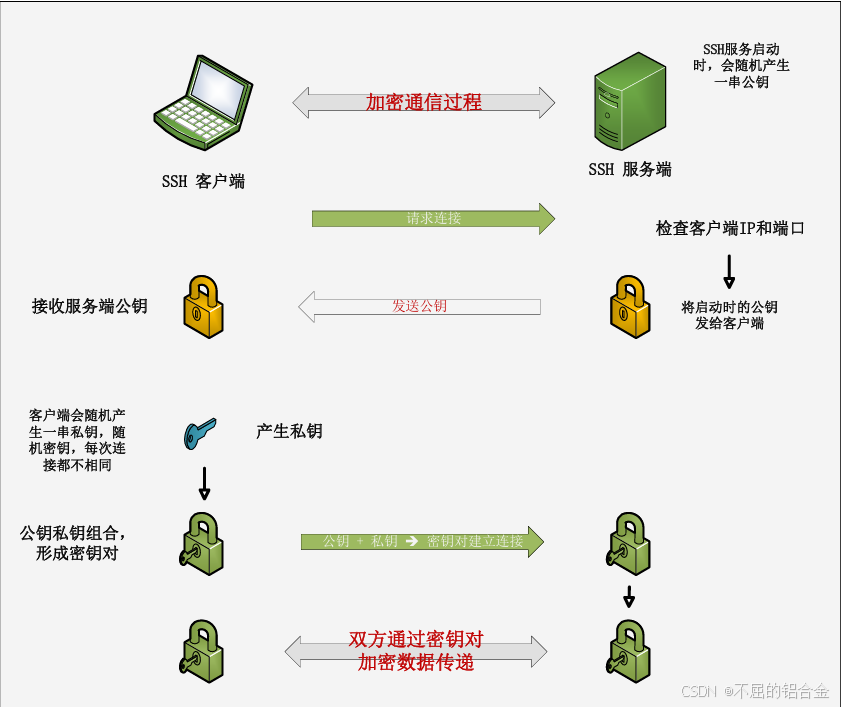 SSH服务启动
时，会随机产生
一串公钥
加密通信过程
SSH 客户端
SSH 服务端
请求连接
检查客户端IP和端口
接收服务端公钥
发送公钥
将启动时的公钥
发给客户端
客户端会随机产
生一串私钥，随
机密钥，每次连
接都不相同
产生私钥
公钥私钥组合，
形成密钥对
公钥 + 私钥 → 密钥对建立连接
双方通过密钥对
加密数据传递
CSDN @不屈的铝合金